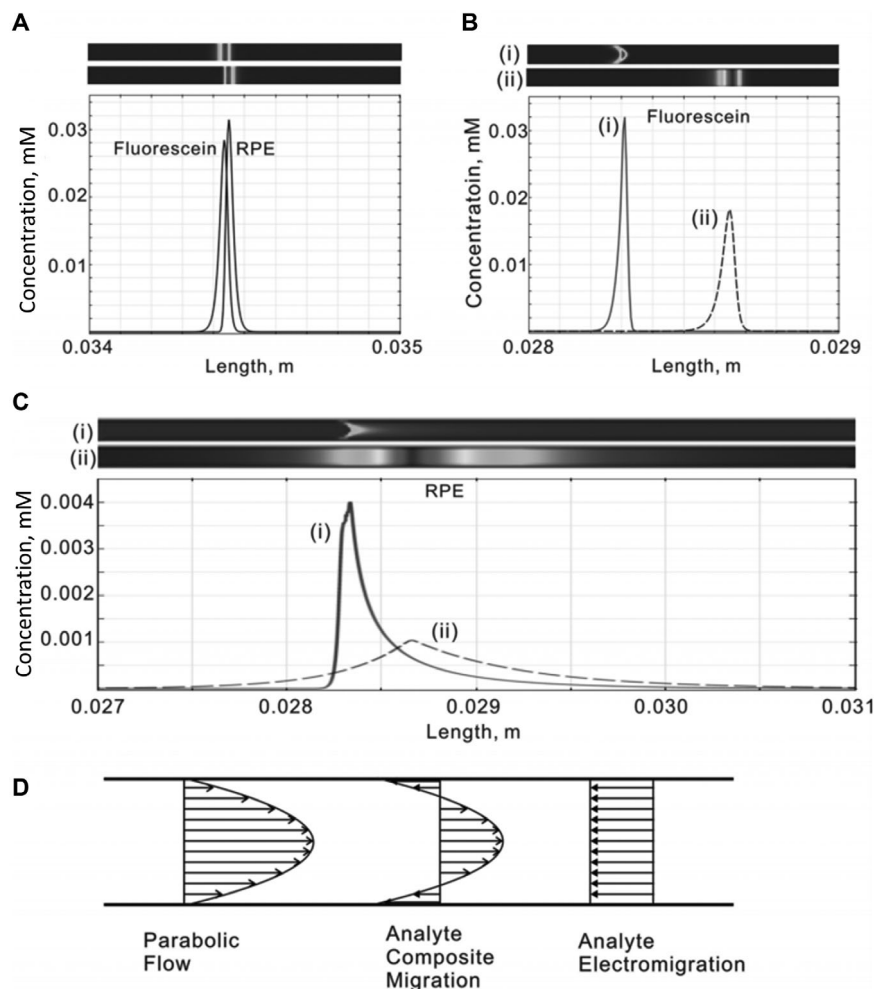 A
Concentration, mM
0.03
0.02
0.01
Fluorescein
RPE
0.034
0.035
Length, m
B
(i)
(ii)
Concentratoin, mM
0.03
0.02
0.01
(i)
Fluorescein
(ii)
0.028
0.029
Length, m
C
(i)
(ii)
Concentration, mM
0.004
0.003
0.002
0.001
RPE
(i)
(ii)
0.027
0.028
0.029
0.030
0.031
Length, m
D
Parabolic
Flow
Analyte
Composite
Migration
Analyte
Electromigration